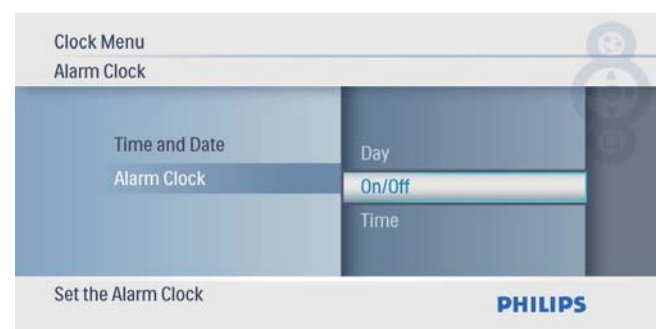 Clock Menu
Alarm Clock
Time and Date
Alarm Clock
Day
On/Off
Time
Set the Alarm Clock
PHILIPS